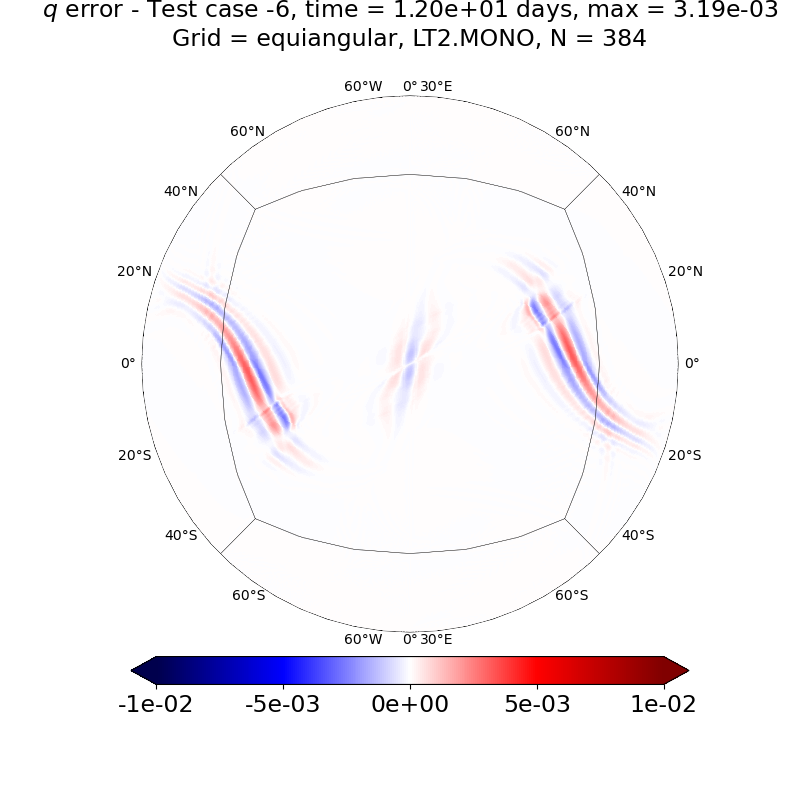 q error - Test case -6, time = 1.20e+01 days, max = 3.19e-03
Grid = equiangular, LT2.MONO, N = 384
60°W 0° 30°E
60°N 60°N
40°N 40°N
20°N 20°N
0° 0°
20°S 20°S
40°S 40°S
60°S 60°S
60°W 0° 30°E
-1e-02 -5e-03 0e+00 5e-03 1e-02